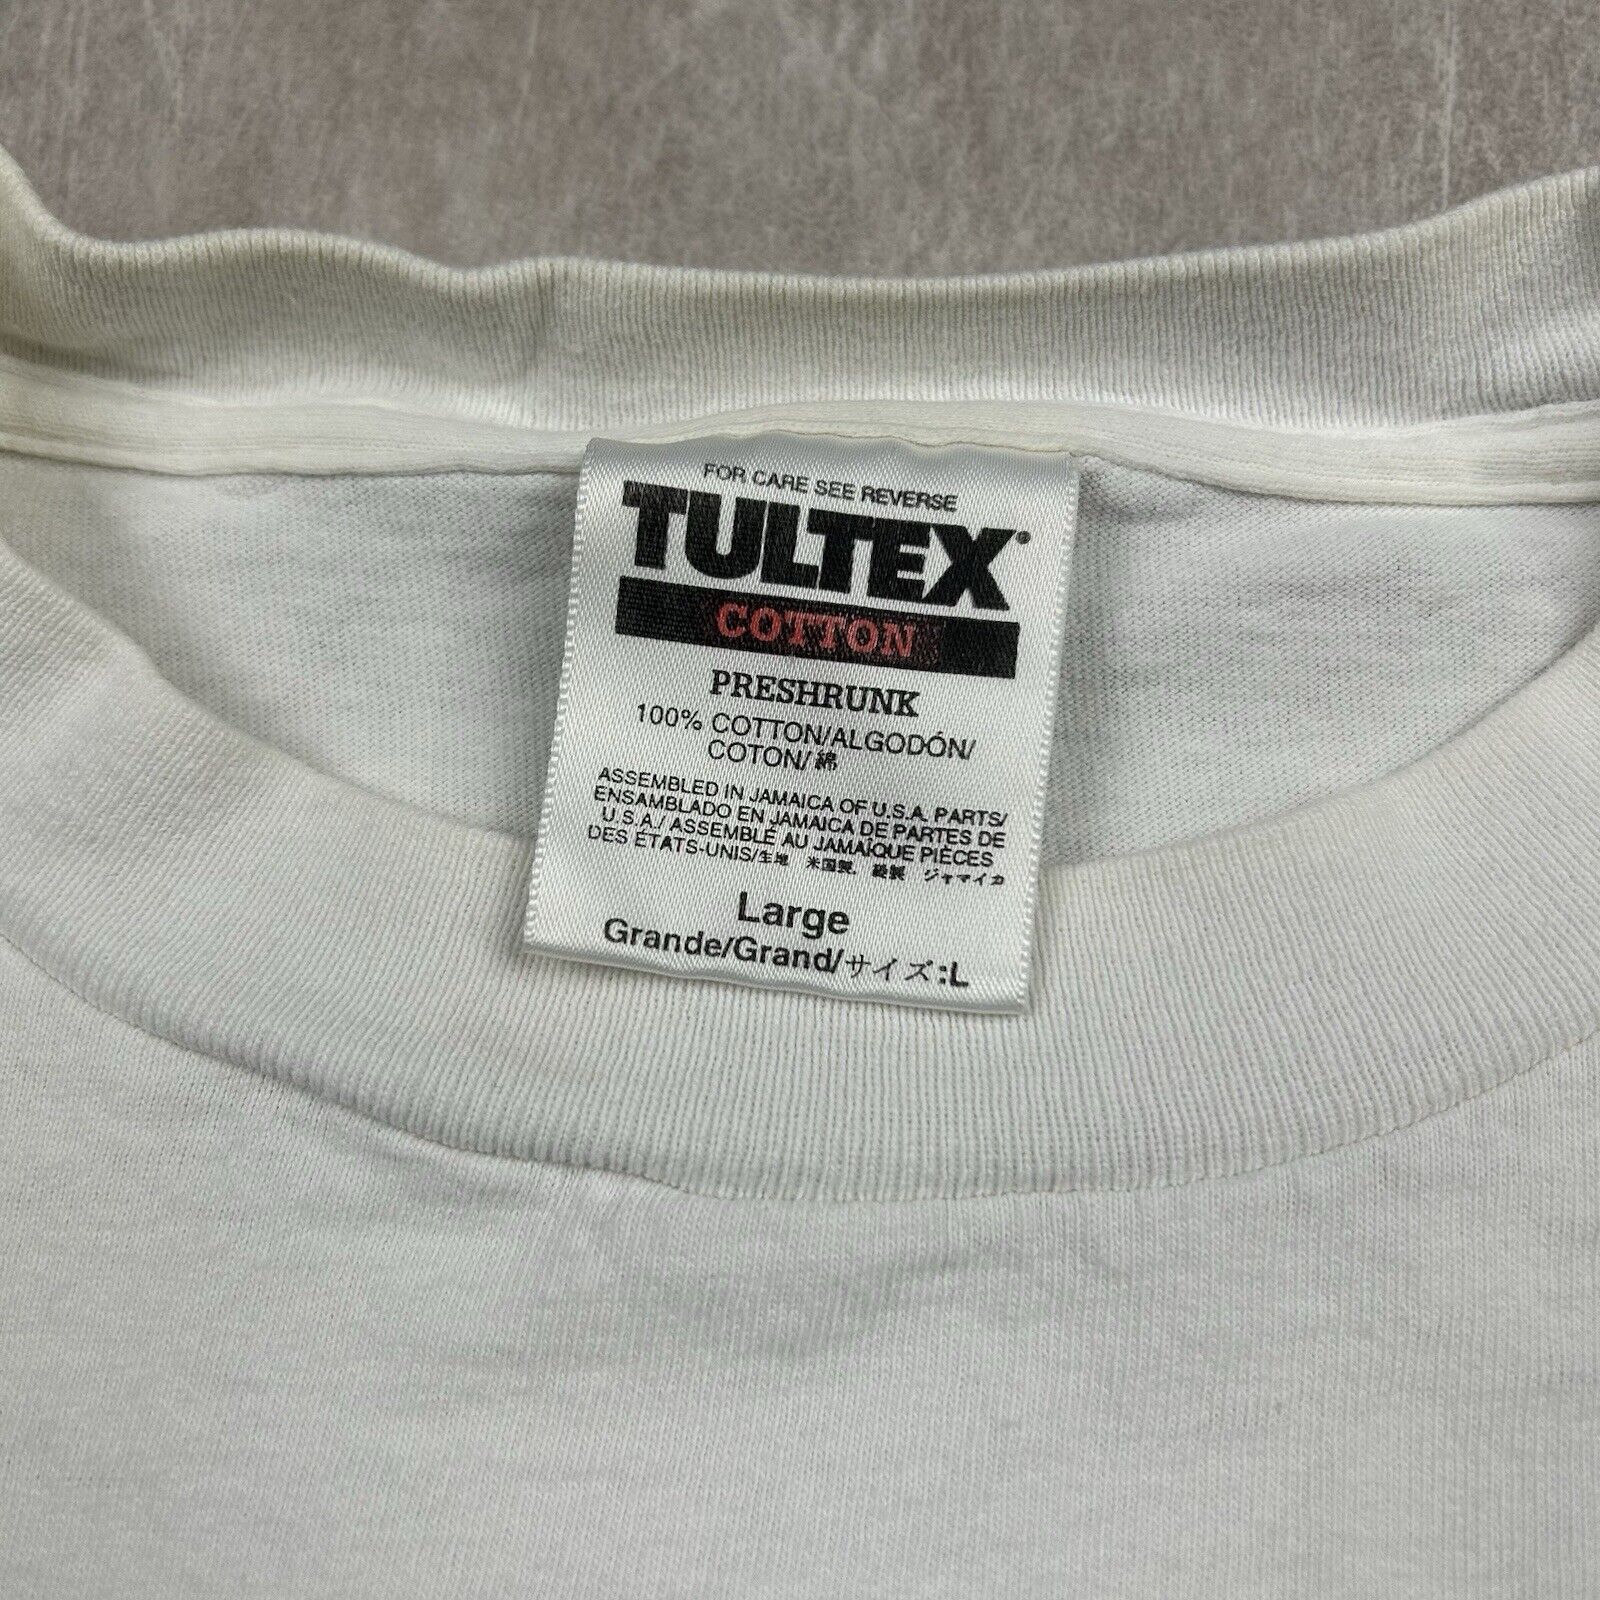 FOR CARE SEE REVERSE
TULTEX®
COTTON
PRESHRUNK
100% COTTON/ALGODÓN/
COTON/綿
ASSEMBLED IN JAMAICA OF U.S.A. PARTS/
ENSAMBLADO EN JAMAICA DE PARTES DE
U.S.A./ASSEMBLÉ AU JAMAÏQUE PIÈCES
DES ÉTATS-UNIS/生地 米国製, 縫製 ジャマイカ
Large
Grande/Grand/サイズ:L